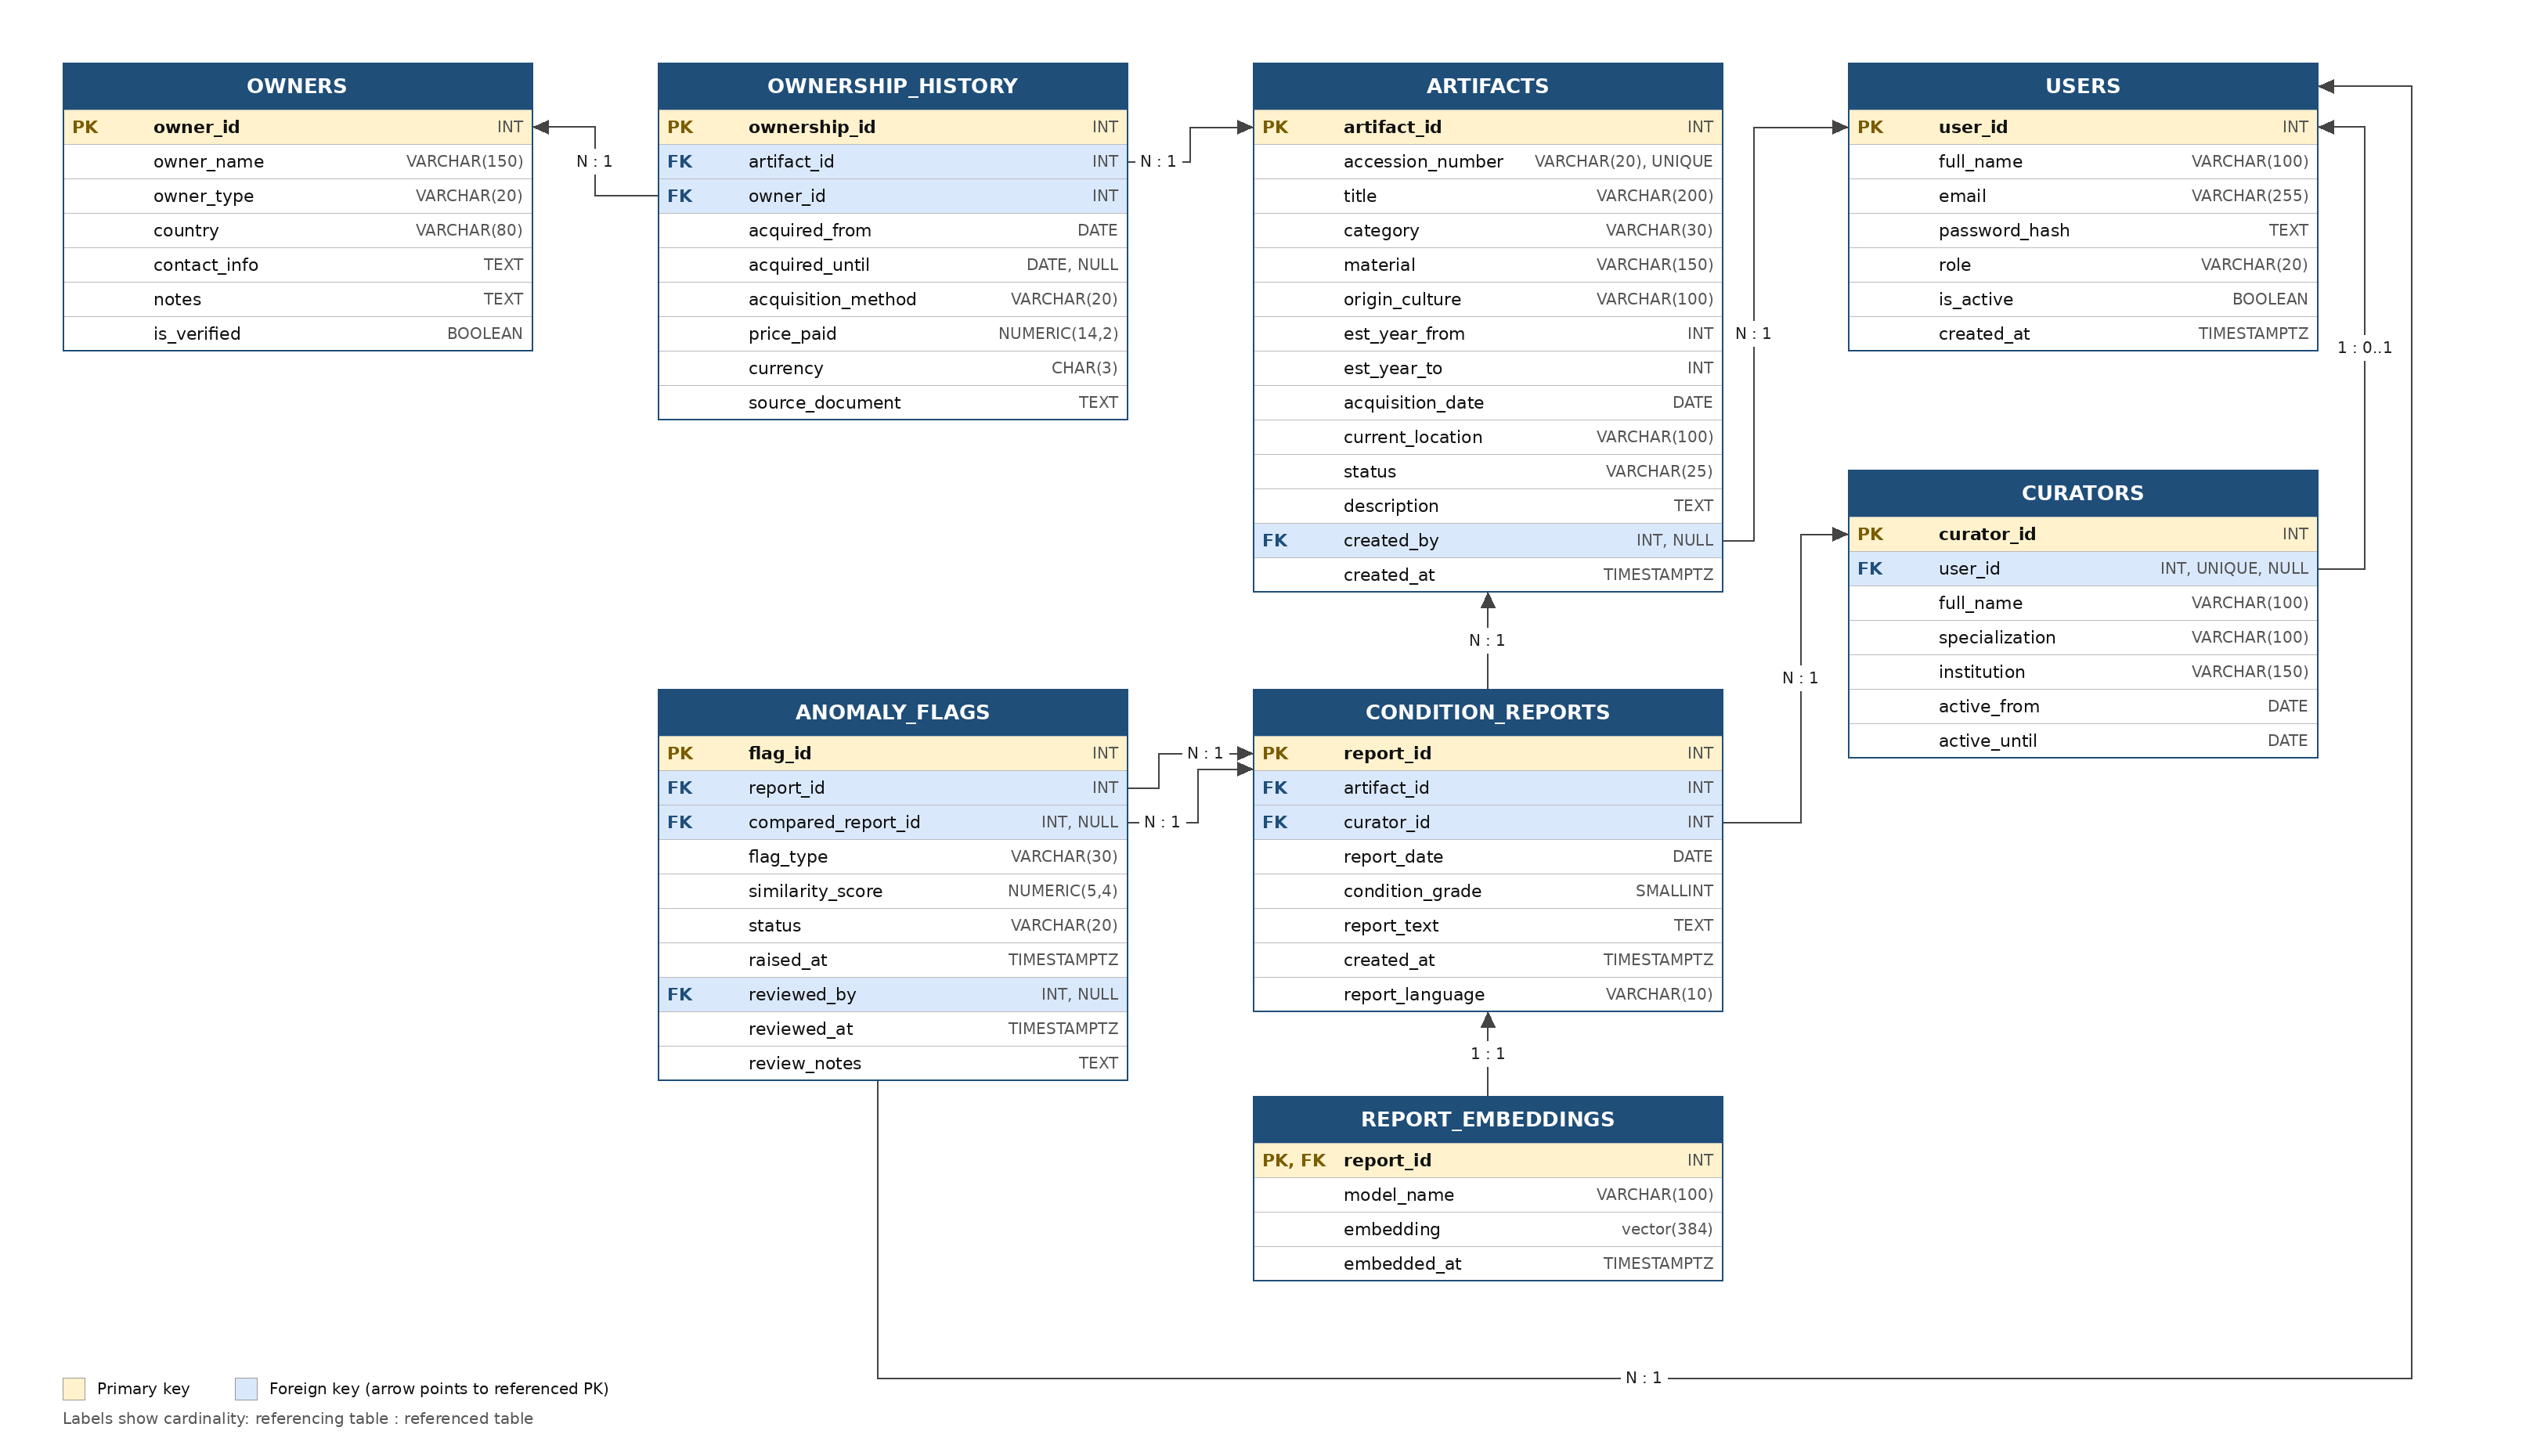 OWNERS
PK owner_id INT
owner_name VARCHAR(150)
owner_type VARCHAR(20)
country VARCHAR(80)
contact_info TEXT
notes TEXT
is_verified BOOLEAN
N : 1
OWNERSHIP_HISTORY
PK ownership_id INT
FK artifact_id INT
FK owner_id INT
acquired_from DATE
acquired_until DATE, NULL
acquisition_method VARCHAR(20)
price_paid NUMERIC(14,2)
currency CHAR(3)
source_document TEXT
N : 1
ARTIFACTS
PK artifact_id INT
accession_number VARCHAR(20), UNIQUE
title VARCHAR(200)
category VARCHAR(30)
material VARCHAR(150)
origin_culture VARCHAR(100)
est_year_from INT
est_year_to INT
acquisition_date DATE
current_location VARCHAR(100)
status VARCHAR(25)
description TEXT
FK created_by INT, NULL
created_at TIMESTAMPTZ
N : 1
USERS
PK user_id INT
full_name VARCHAR(100)
email VARCHAR(255)
password_hash TEXT
role VARCHAR(20)
is_active BOOLEAN
created_at TIMESTAMPTZ
1 : 0..1
CURATORS
PK curator_id INT
FK user_id INT, UNIQUE, NULL
full_name VARCHAR(100)
specialization VARCHAR(100)
institution VARCHAR(150)
active_from DATE
active_until DATE
N : 1
N : 1
ANOMALY_FLAGS
PK flag_id INT
FK report_id INT
FK compared_report_id INT, NULL
flag_type VARCHAR(30)
similarity_score NUMERIC(5,4)
status VARCHAR(20)
raised_at TIMESTAMPTZ
FK reviewed_by INT, NULL
reviewed_at TIMESTAMPTZ
review_notes TEXT
N : 1
N : 1
CONDITION_REPORTS
PK report_id INT
FK artifact_id INT
FK curator_id INT
report_date DATE
condition_grade SMALLINT
report_text TEXT
created_at TIMESTAMPTZ
report_language VARCHAR(10)
1 : 1
REPORT_EMBEDDINGS
PK, FK report_id INT
model_name VARCHAR(100)
embedding vector(384)
embedded_at TIMESTAMPTZ
N : 1
Primary key
Foreign key (arrow points to referenced PK)
Labels show cardinality: referencing table : referenced table